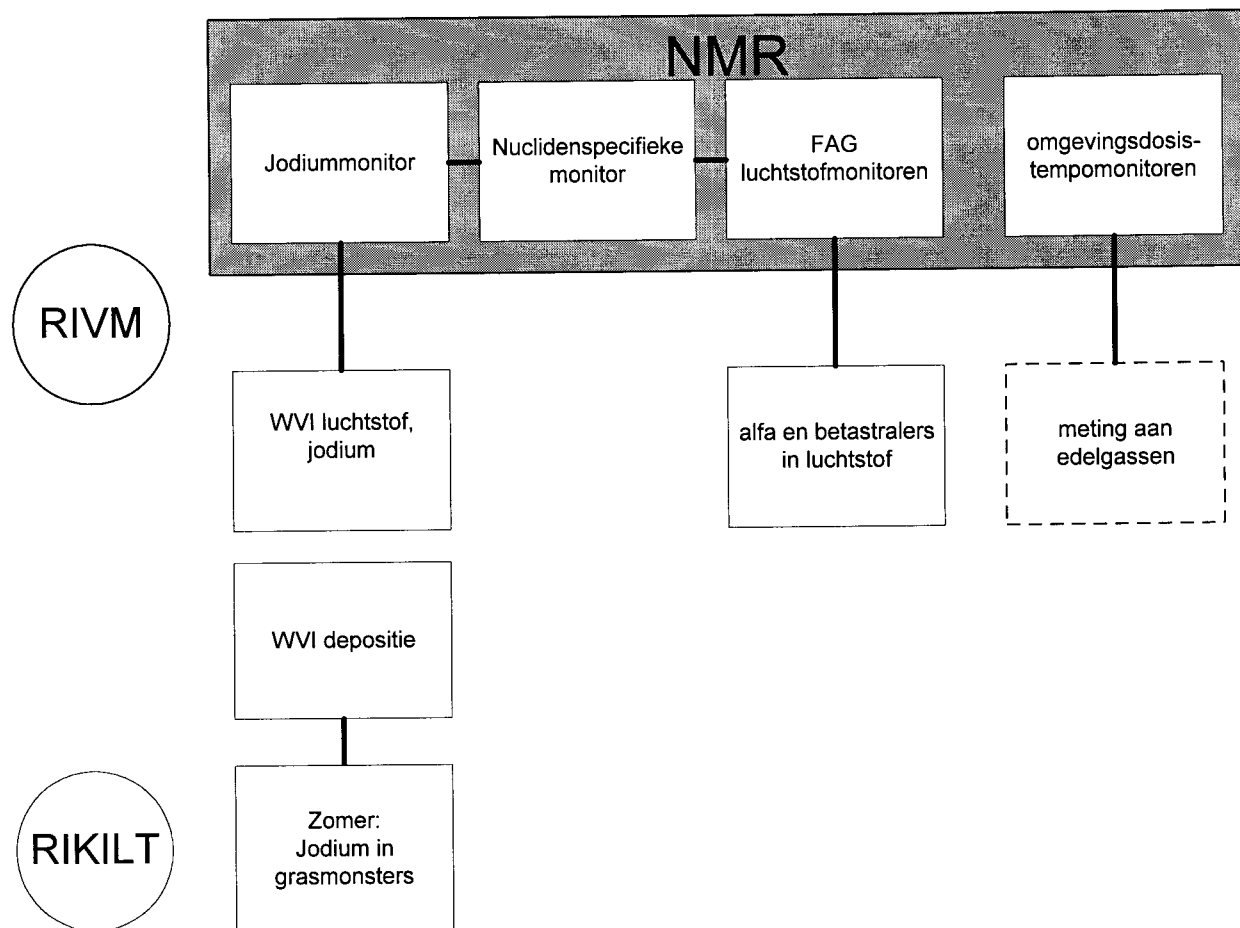 NMR
Jodiummonitor
Nuclidenspecifieke
monitor
FAG
luchtstofmonitoren
omgevingsdosis-
tempomonitoren
RIVM
WVI luchtstof,
jodium
alfa en betastralers
in luchtstof
meting aan
edelgassen
WVI depositie
RIKILT
Zomer:
Jodium in
grasmonsters